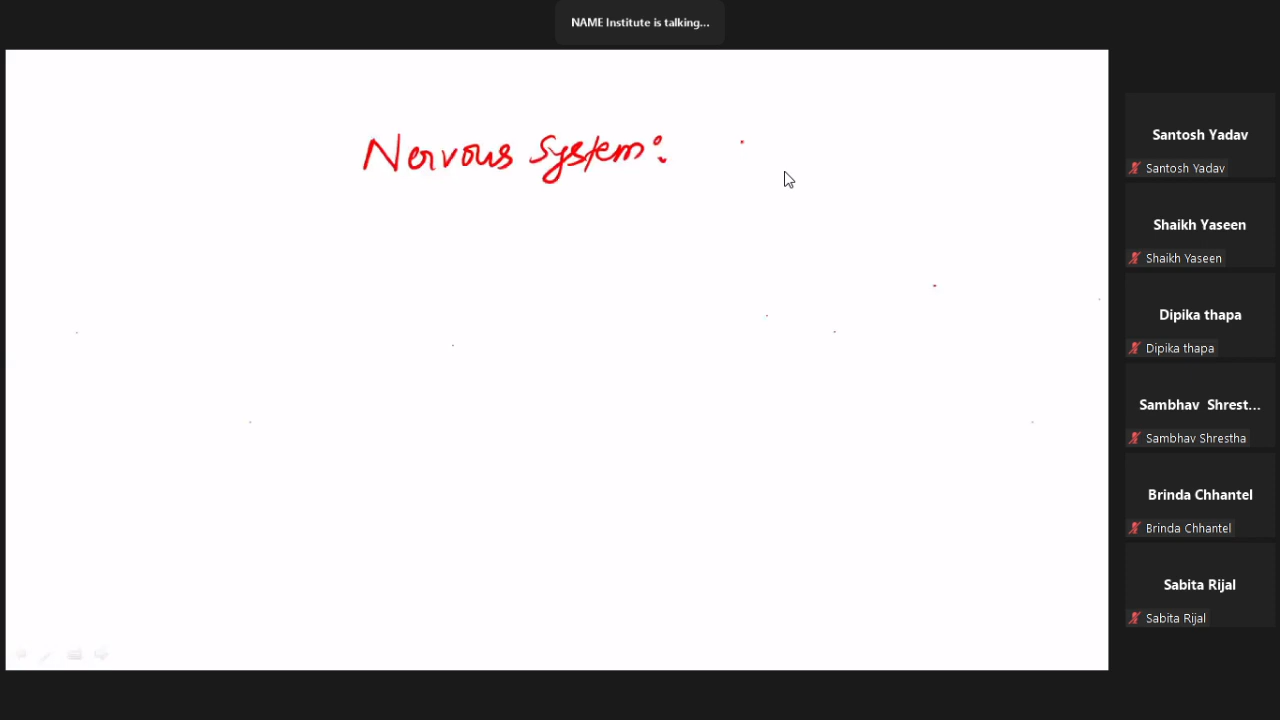 NAME Institute is talking...
Nervous System:
Santosh Yadav
Santosh Yadav
Shaikh Yaseen
Shaikh Yaseen
Dipika thapa
Dipika thapa
Sambhav Shrest...
Sambhav Shrestha
Brinda Chhantel
Brinda Chhantel
Sabita Rijal
Sabita Rijal